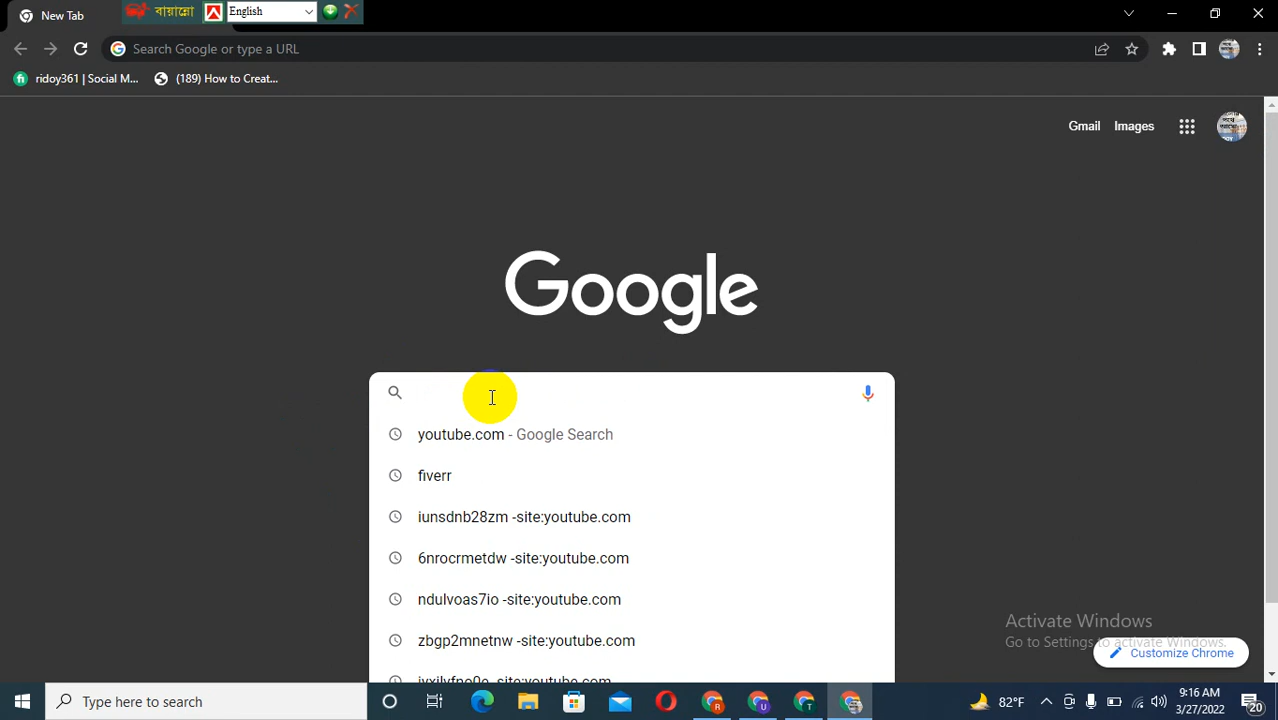 New Tab
বায়ান্নো
English
Search Google or type a URL
ridoy361 | Social M...
(189) How to Creat...
Gmail Images
Google
youtube.com - Google Search
fiverr
iunsdnb28zm -site:youtube.com
6nrocrmetdw -site:youtube.com
ndulvoas7io -site:youtube.com
zbgp2mnetnw -site:youtube.com
Activate Windows
Go to Settings to activate Windows.
Customize Chrome
Type here to search
82°F
9:16 AM
3/27/2022
20